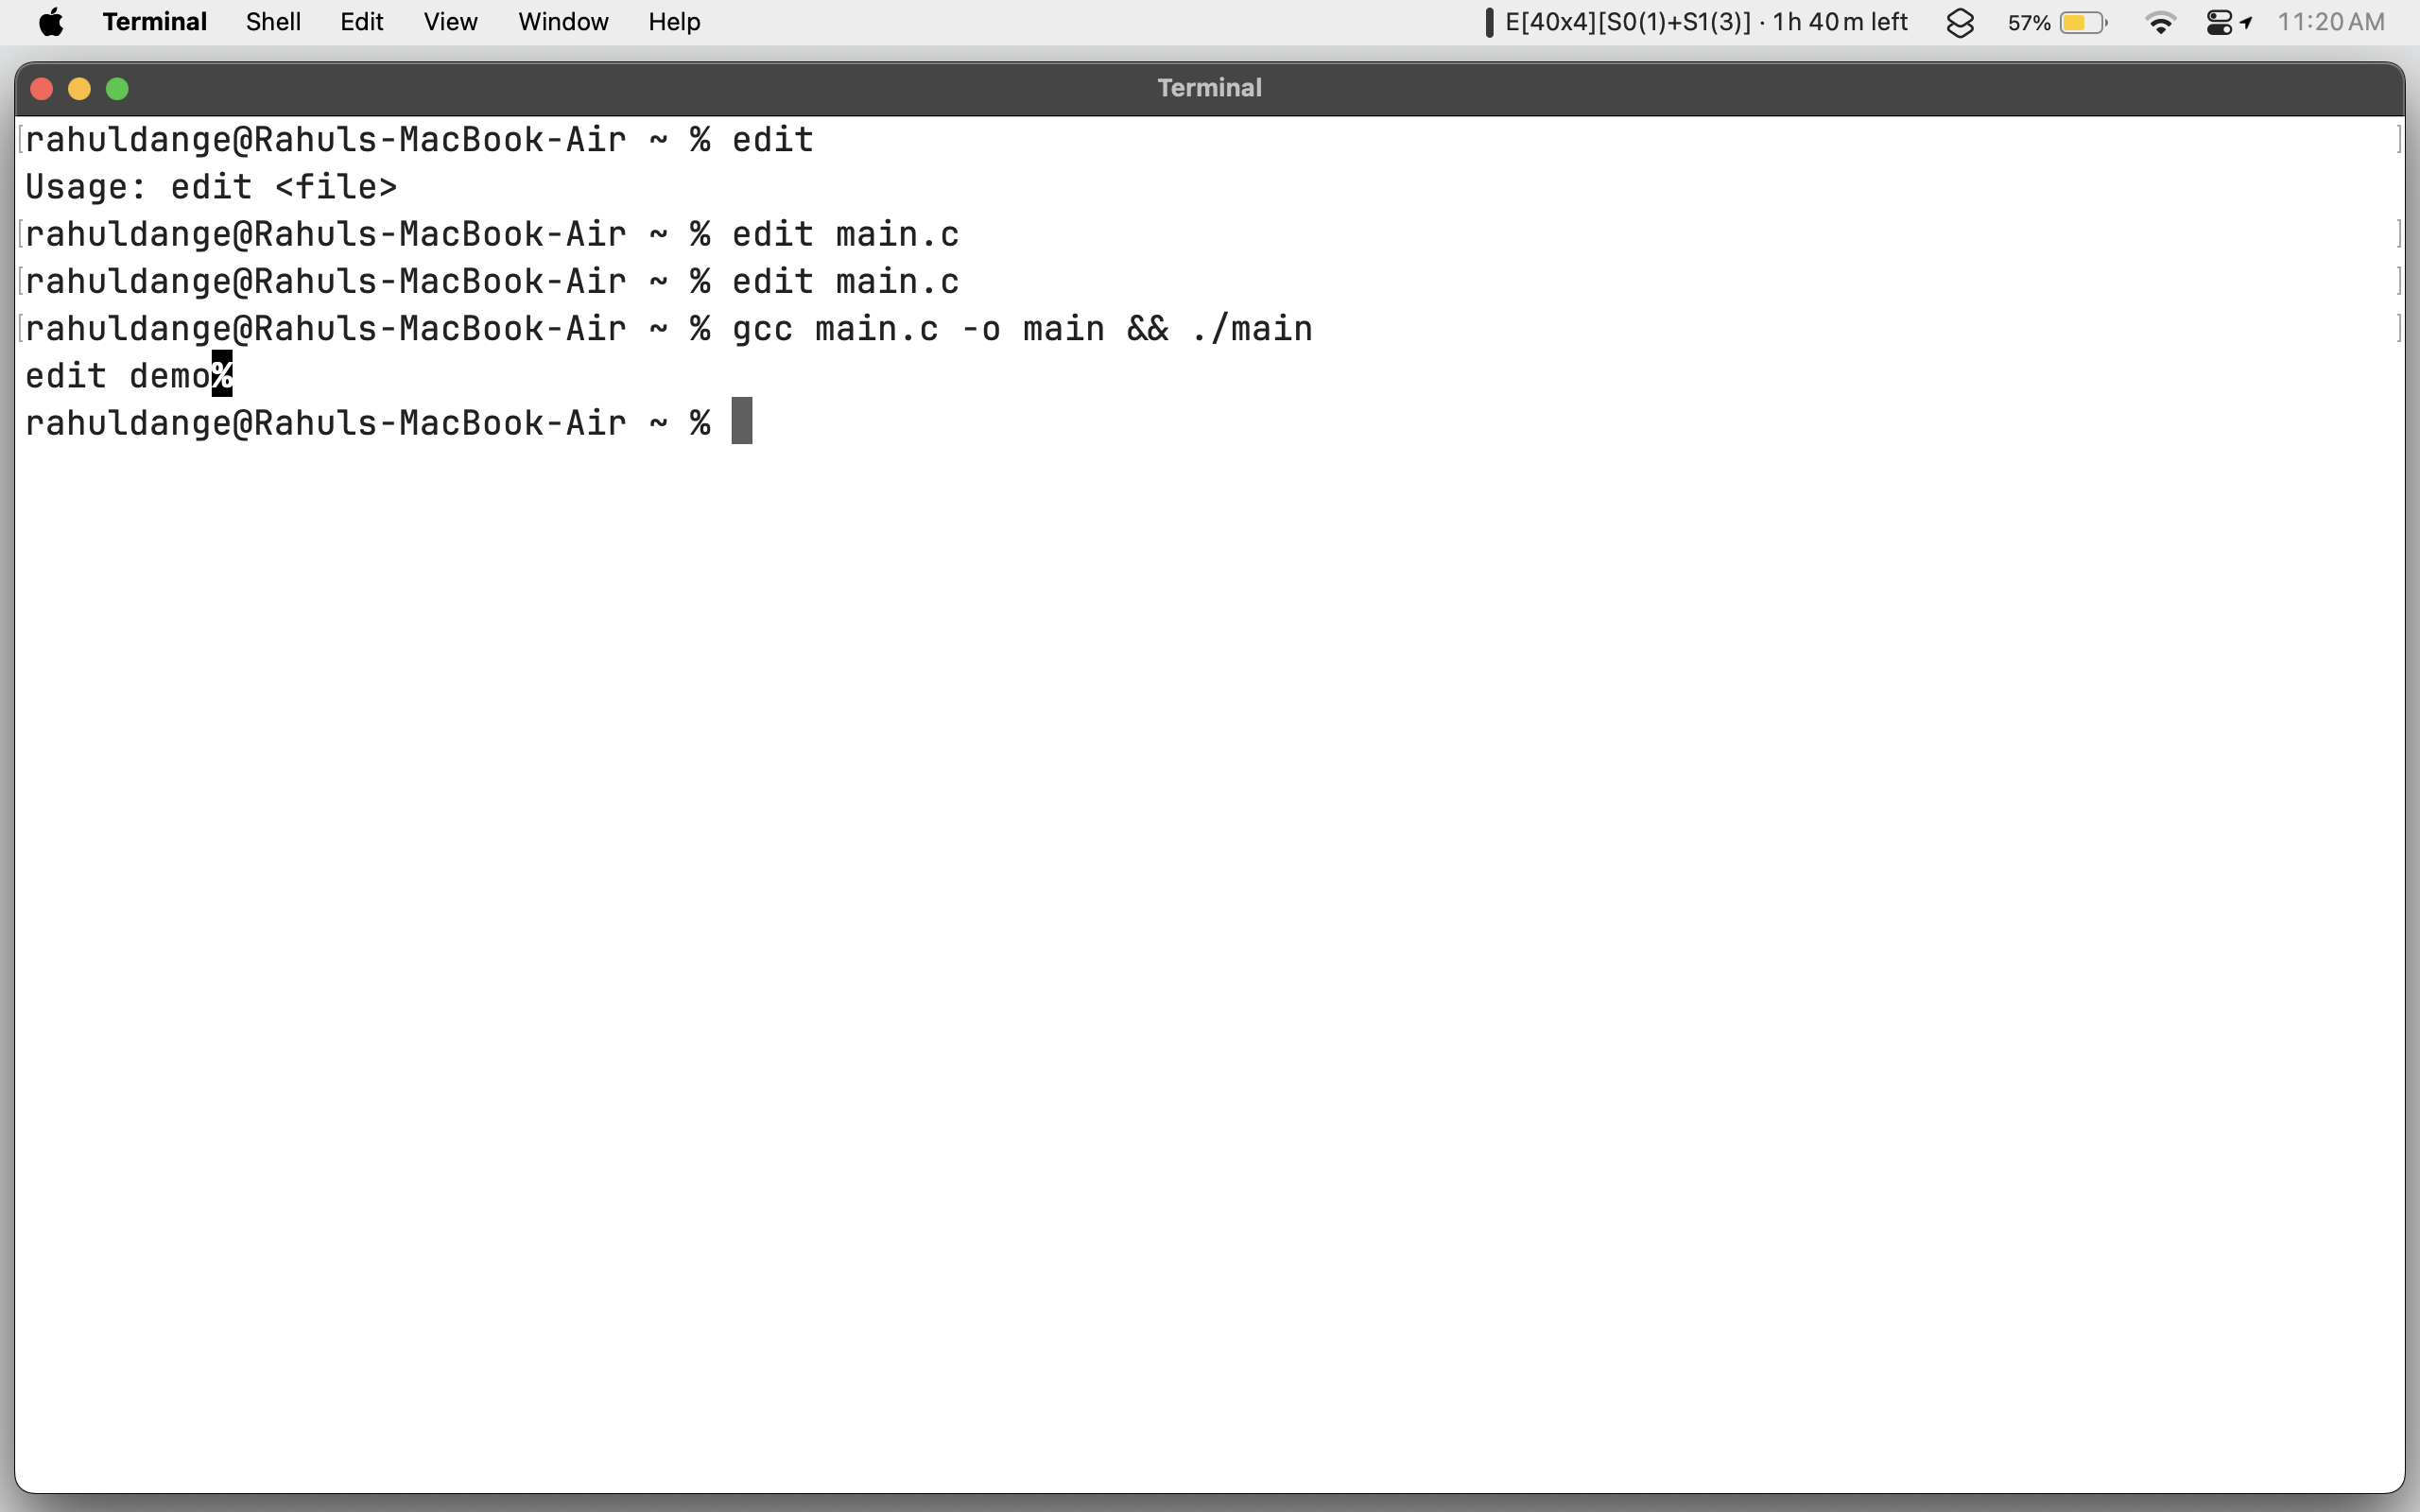 Terminal Shell Edit View Window Help E[40x4][S0(1)+S1(3)] · 1h 40m left 57% 11:20 AM
Terminal
rahuldange@Rahuls-MacBook-Air ~ % edit
Usage: edit <file>
rahuldange@Rahuls-MacBook-Air ~ % edit main.c
rahuldange@Rahuls-MacBook-Air ~ % edit main.c
rahuldange@Rahuls-MacBook-Air ~ % gcc main.c -o main && ./main
edit demo%
rahuldange@Rahuls-MacBook-Air ~ %